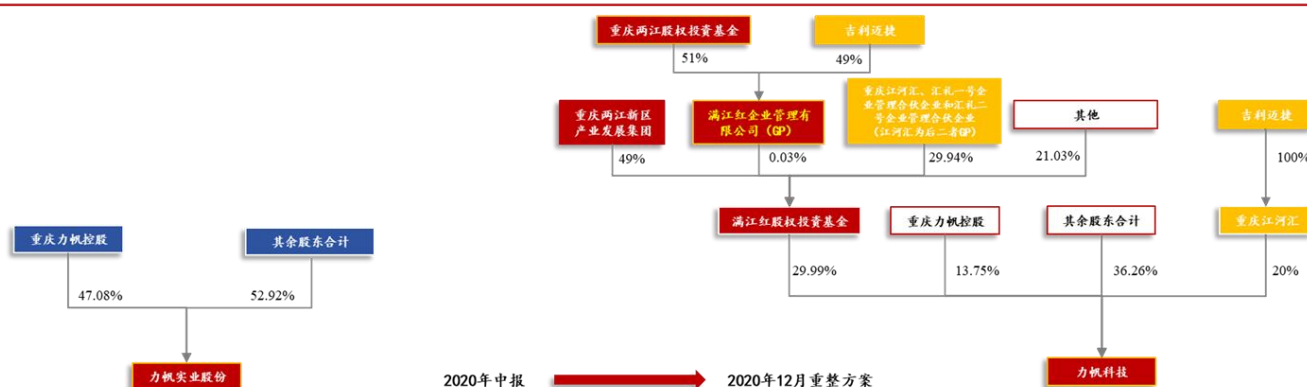 重庆两江股权投资基金
吉利迈捷
51%
49%
重庆两江新区
产业发展集团
满江红企业管理有
限公司（GP）
重庆江河汇、汇礼一号企
业管理合伙企业和汇礼二
号企业管理合伙企业
（江河汇为后二者GP）
其他
吉利迈捷
49%
0.03%
29.94%
21.03%
100%
重庆力帆控股
其余股东合计
满江红股权投资基金
重庆力帆控股
其余股东合计
重庆江河汇
47.08%
52.92%
29.99%
13.75%
36.26%
20%
力帆实业股份
2020年中报
2020年12月重整方案
力帆科技